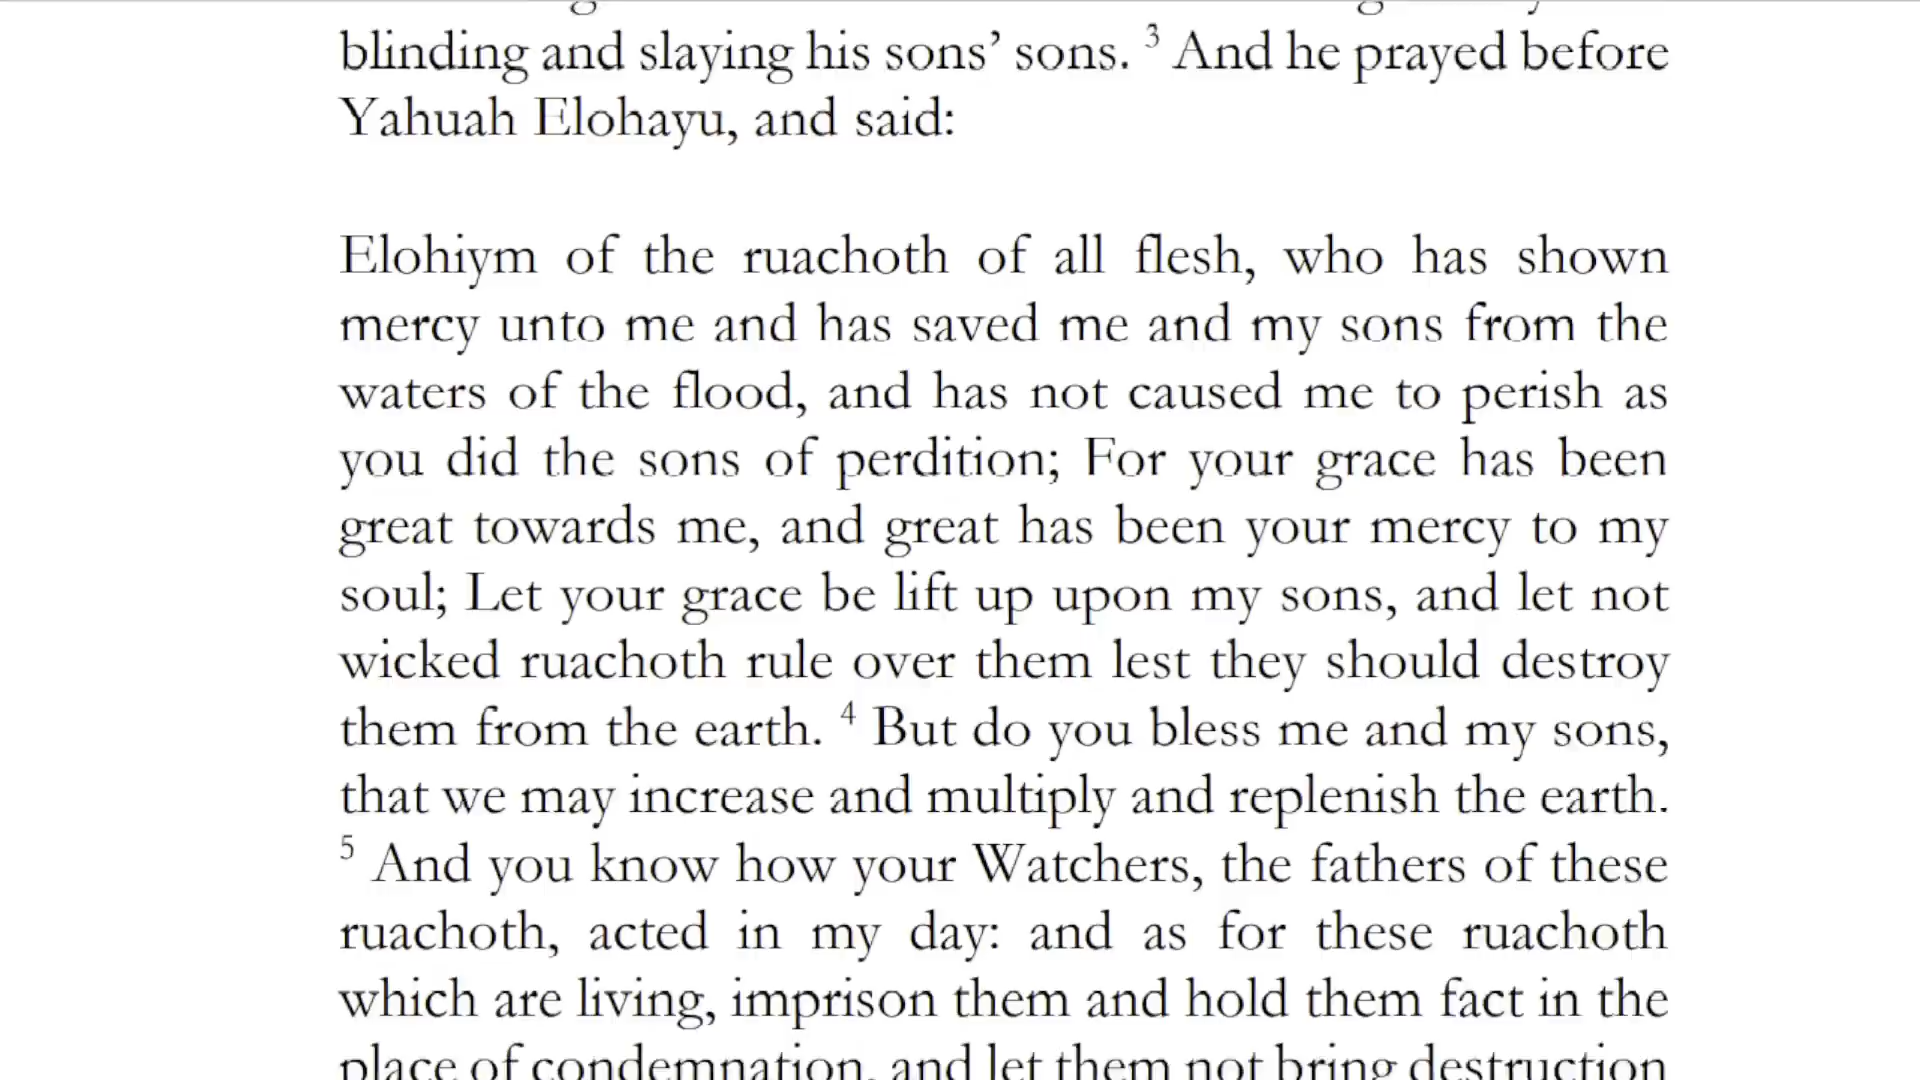 blinding and slaying his sons’ sons. 3 And he prayed before
Yahuah Elohayu, and said:
Elohiym of the ruachoth of all flesh, who has shown
mercy unto me and has saved me and my sons from the
waters of the flood, and has not caused me to perish as
you did the sons of perdition; For your grace has been
great towards me, and great has been your mercy to my
soul; Let your grace be lift up upon my sons, and let not
wicked ruachoth rule over them lest they should destroy
them from the earth. 4 But do you bless me and my sons,
that we may increase and multiply and replenish the earth.
5 And you know how your Watchers, the fathers of these
ruachoth, acted in my day: and as for these ruachoth
which are living, imprison them and hold them fact in the
place of condemnation, and let them not bring destruction